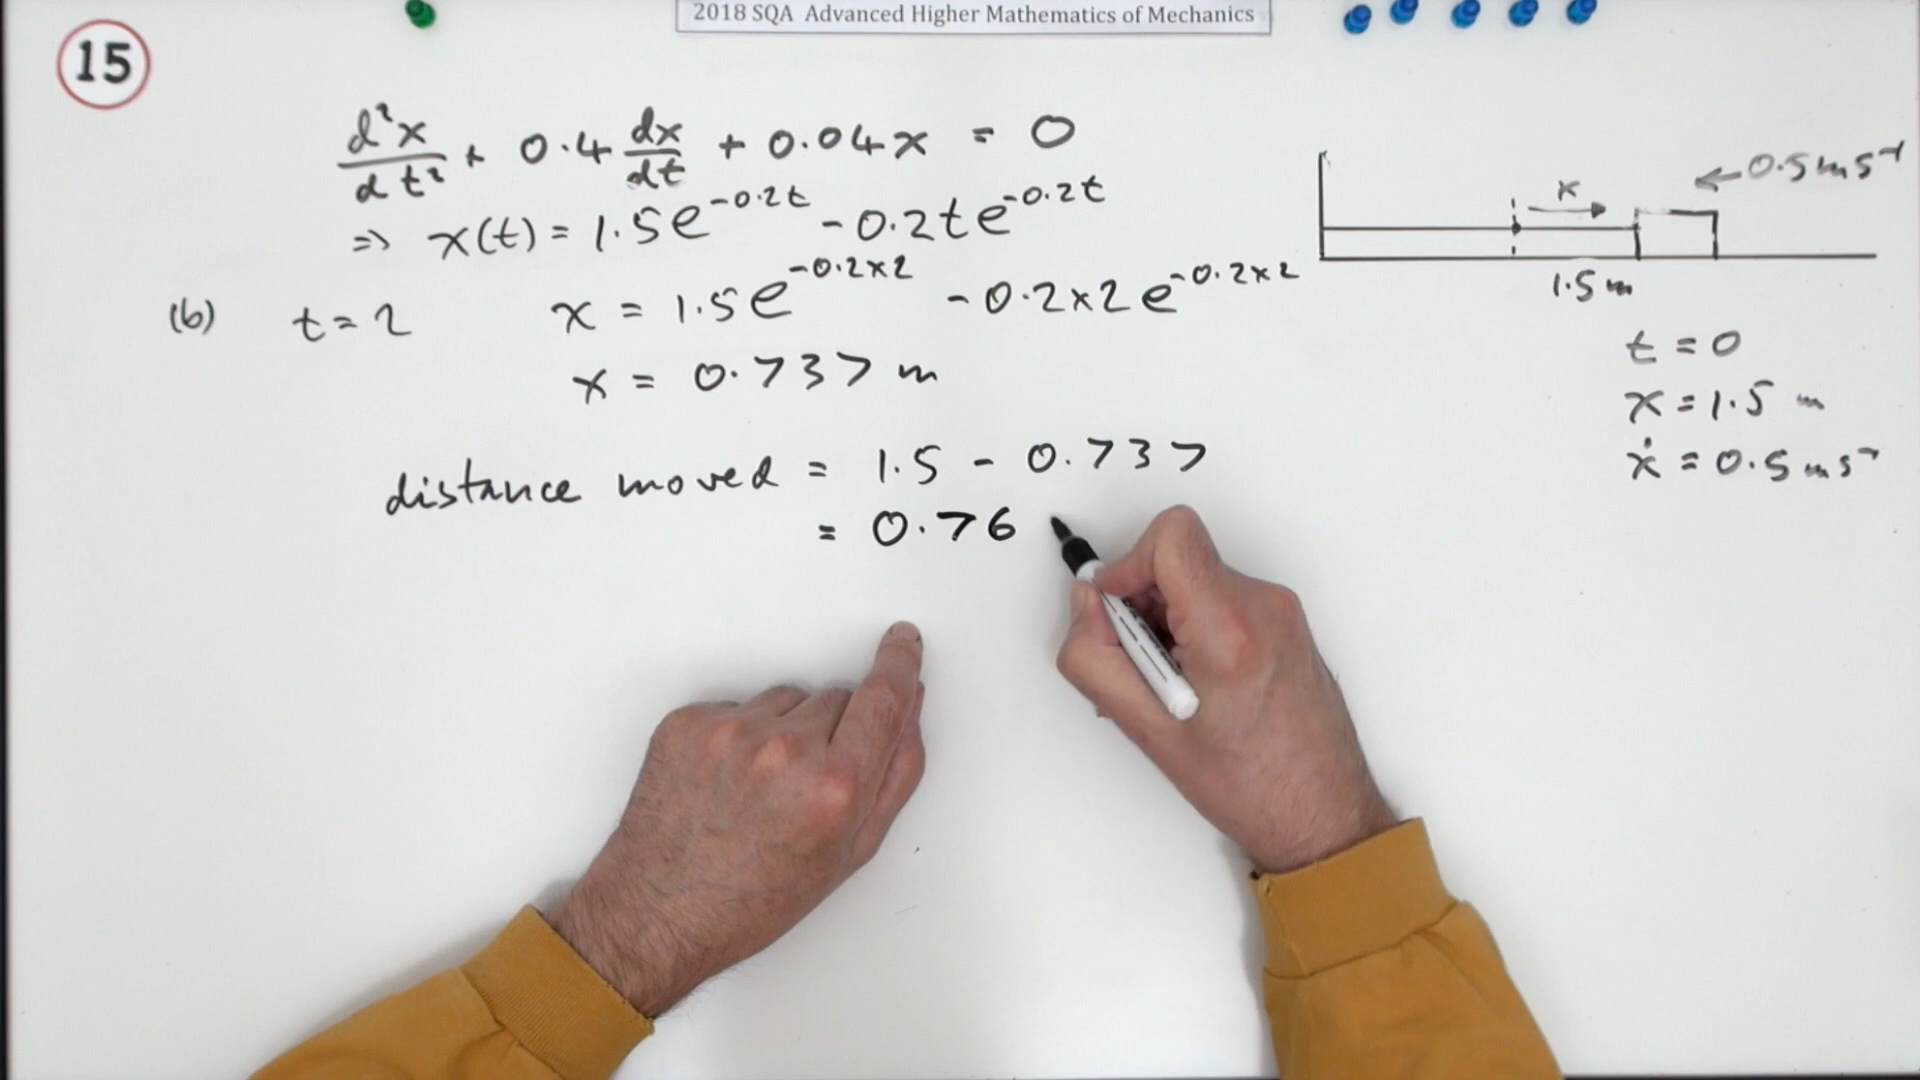 2018 SQA Advanced Higher Mathematics of Mechanics
15
d²x/dt² + 0.4 dx/dt + 0.04x = 0
⇒ x(t) = 1.5e^{-0.2t} - 0.2te^{-0.2t}
(b) t = 2 x = 1.5e^{-0.2×2} - 0.2×2e^{-0.2×2}
x = 0.737 m
distance moved = 1.5 - 0.737
= 0.76
← 0.5ms⁻¹
x
1.5 m
t = 0
x = 1.5 m
ẋ = 0.5ms⁻¹